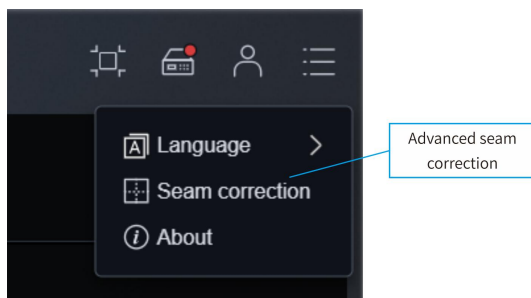 Language
Seam correction
About
Advanced seam
correction